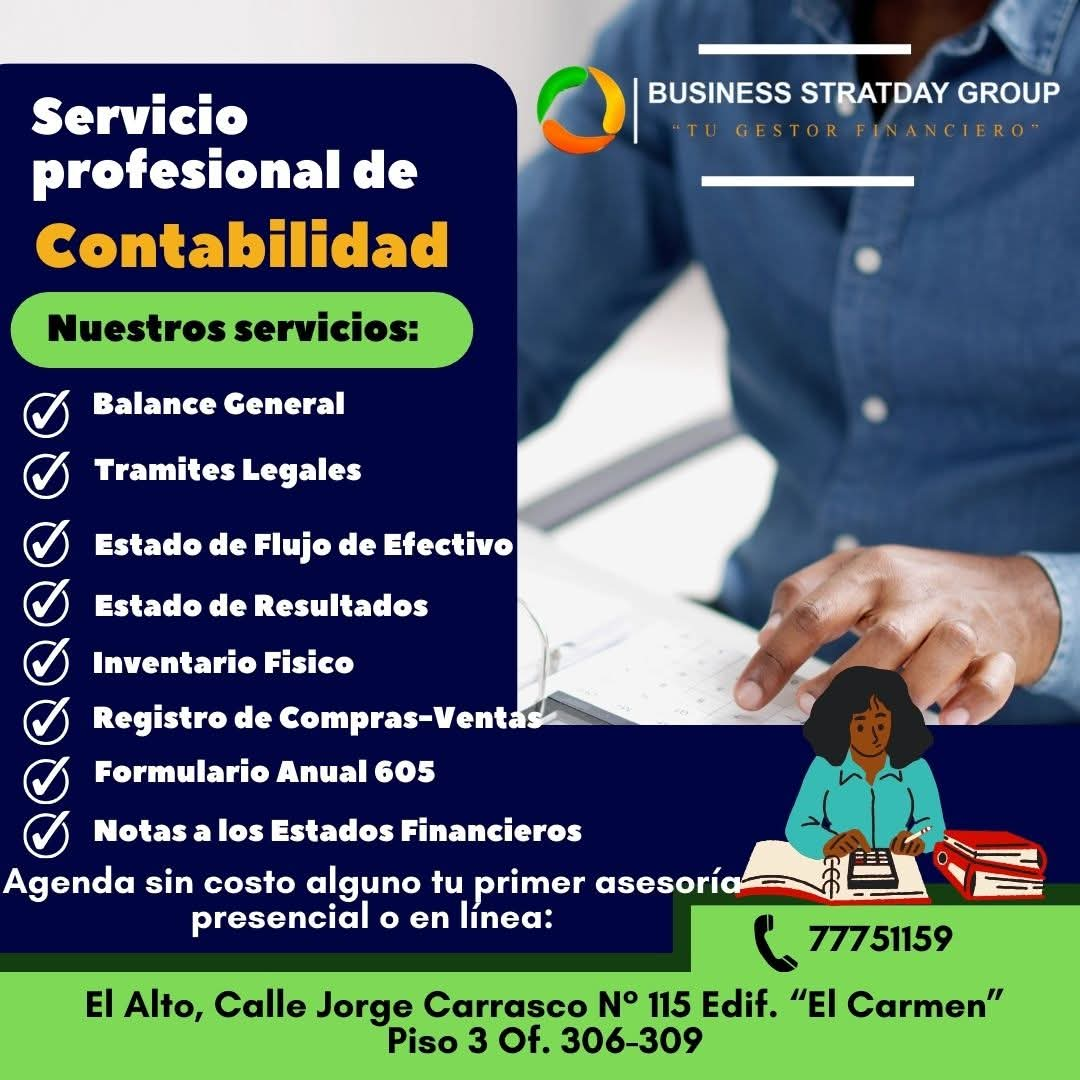 Servicio
profesional de
Contabilidad
BUSINESS STRATDAY GROUP
“TU GESTOR FINANCIERO”
Nuestros servicios:
Balance General
Tramites Legales
Estado de Flujo de Efectivo
Estado de Resultados
Inventario Fisico
Registro de Compras-Ventas
Formulario Anual 605
Notas a los Estados Financieros
Agenda sin costo alguno tu primer asesoría
presencial o en línea:
77751159
El Alto, Calle Jorge Carrasco Nº 115 Edif. “El Carmen”
Piso 3 Of. 306-309